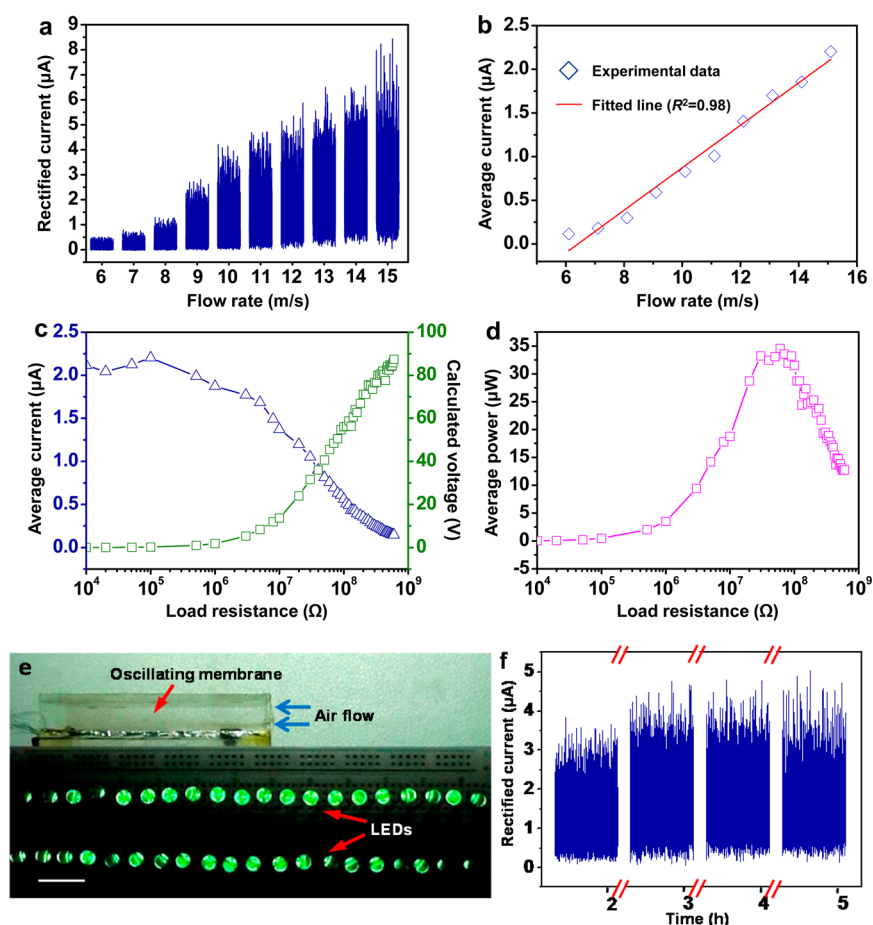 a
9
8
7
6
5
4
3
2
1
0
Rectified current (µA)
6 7 8 9 10 11 12 13 14 15
Flow rate (m/s)
b
2.5
2.0
1.5
1.0
0.5
0.0
Average current (µA)
Experimental data
Fitted line (R²=0.98)
6 8 10 12 14 16
Flow rate (m/s)
c
2.5
2.0
1.5
1.0
0.5
0.0
Average current (µA)
100
80
60
40
20
0
Calculated voltage
(V)
10⁴ 10⁵ 10⁶ 10⁷ 10⁸ 10⁹
Load resistance (Ω)
d
35
30
25
20
15
10
5
0
-5
Average power (µW)
10⁴ 10⁵ 10⁶ 10⁷ 10⁸ 10⁹
Load resistance (Ω)
e
Oscillating membrane
Air flow
LEDs
f
5
4
3
2
1
0
Rectified current (µA)
2 3 4 5
Time (h)